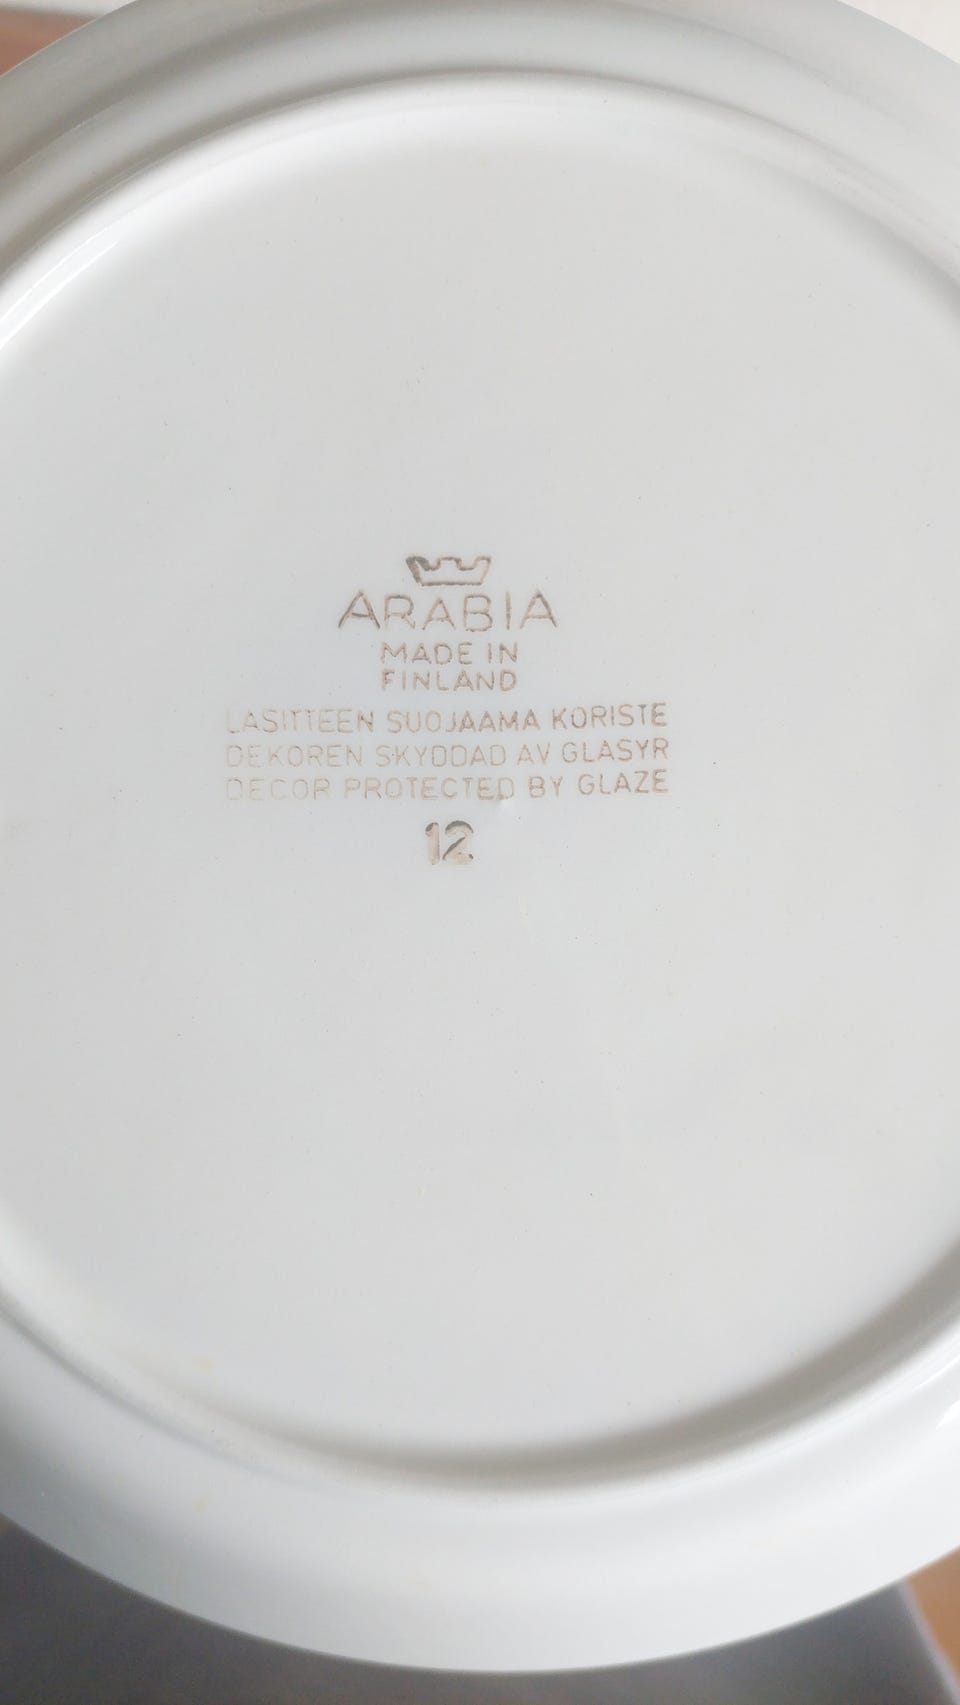 ARABIA
MADE IN
FINLAND
LASITTEEN SUOJAAMA KORISTE
DEKOREN SKYDDAD AV GLASYR
DECOR PROTECTED BY GLAZE
12